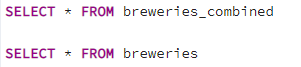 SELECT * FROM breweries_combined
SELECT * FROM breweries